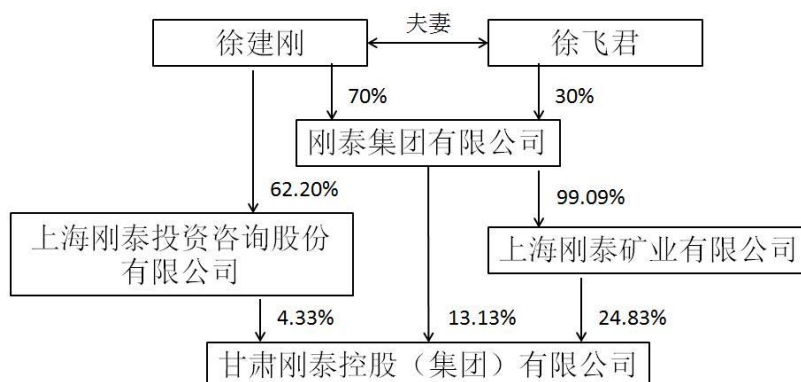 徐建刚
夫妻
徐飞君
70%
30%
刚泰集团有限公司
62.20%
99.09%
上海刚泰投资咨询股份
有限公司
上海刚泰矿业有限公司
4.33%
13.13%
24.83%
甘肃刚泰控股（集团）有限公司